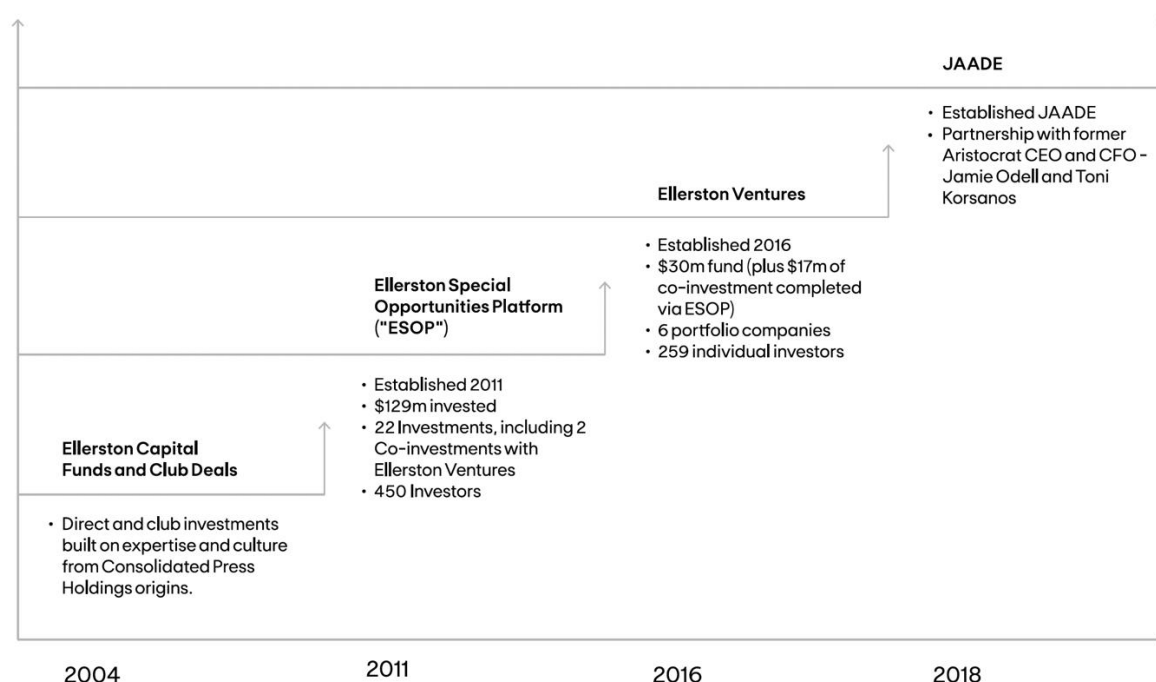 JAADE
• Established JAADE
• Partnership with former
Aristocrat CEO and CFO -
Jamie Odell and Toni
Korsanos
Ellerston Ventures
• Established 2016
• $30m fund (plus $17m of
co-investment completed
via ESOP)
• 6 portfolio companies
• 259 individual investors
Ellerston Special
Opportunities Platform
("ESOP")
• Established 2011
• $129m invested
• 22 Investments, including 2
Co-investments with
Ellerston Ventures
• 450 Investors
Ellerston Capital
Funds and Club Deals
• Direct and club investments
built on expertise and culture
from Consolidated Press
Holdings origins.
2004
2011
2016
2018